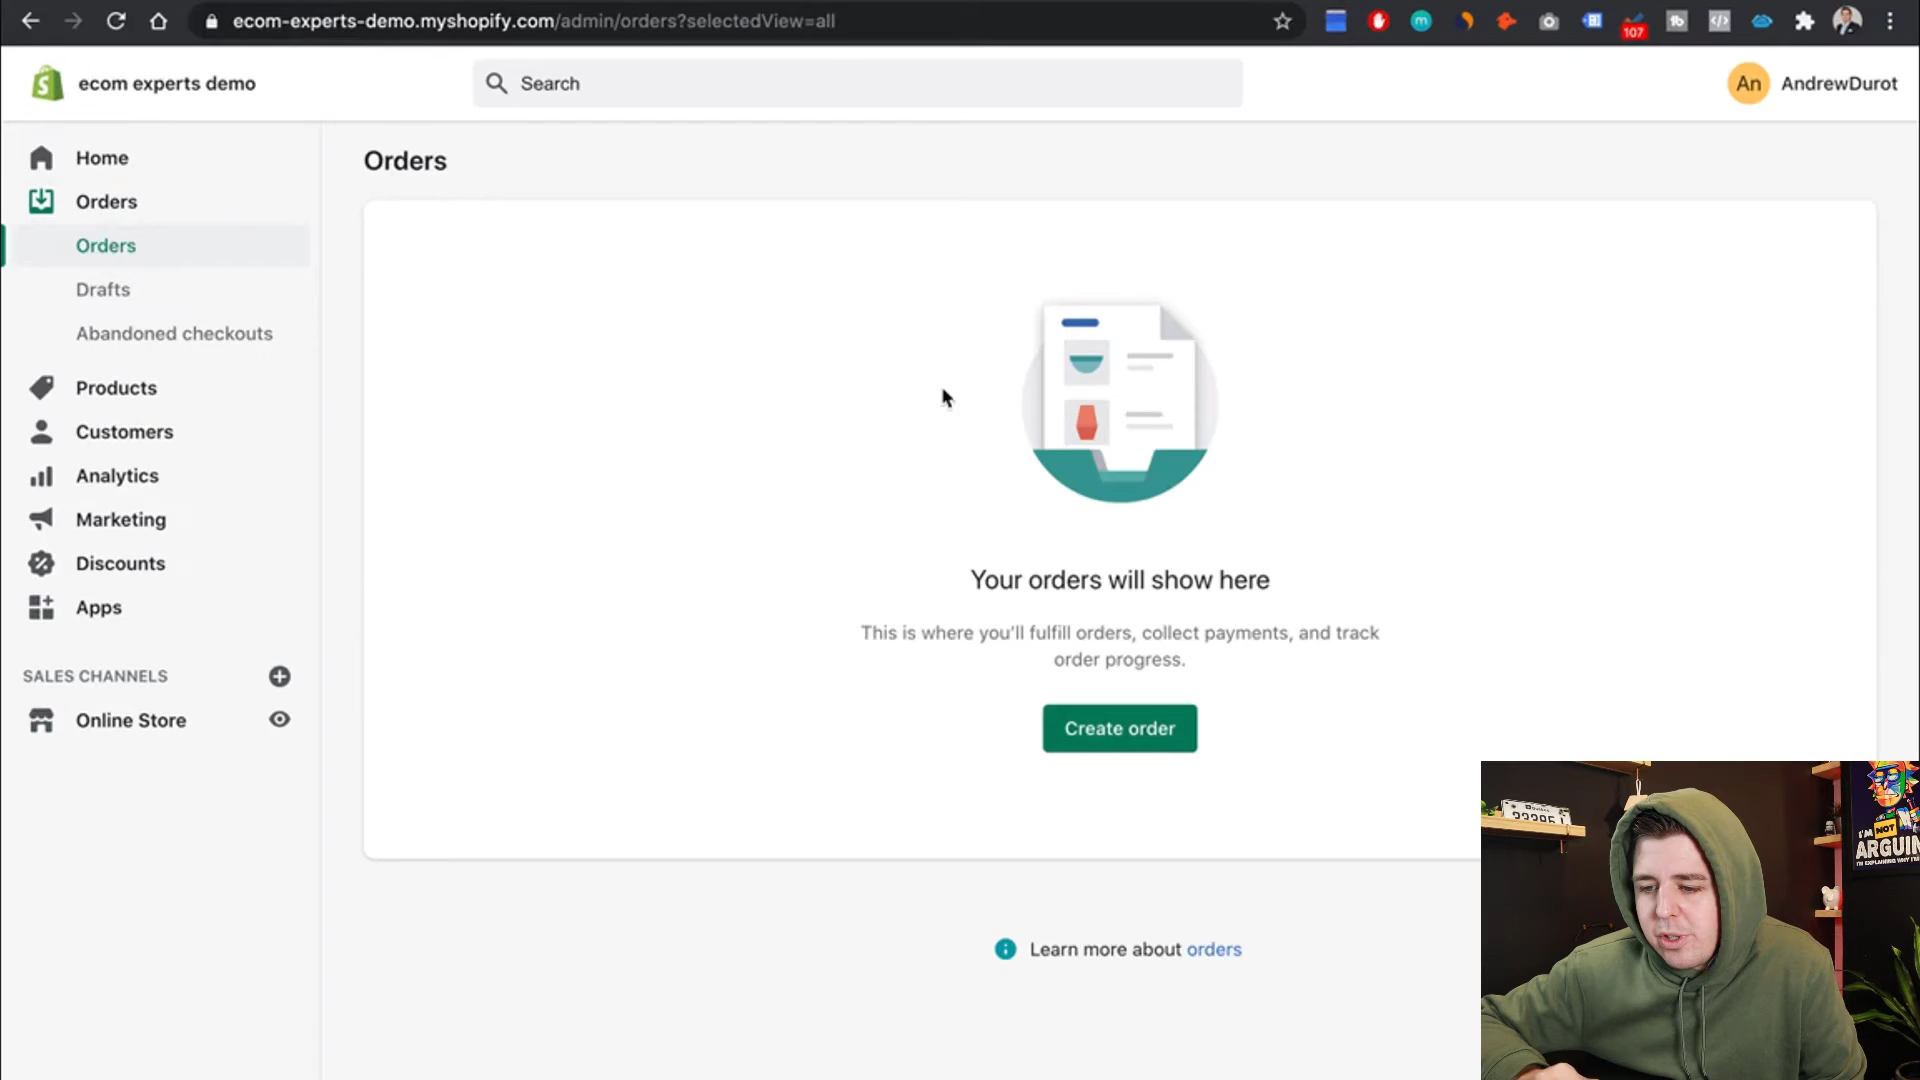 ecom-experts-demo.myshopify.com/admin/orders?selectedView=all
107
ecom experts demo
Search
An
AndrewDurot
Home
Orders
Orders
Drafts
Abandoned checkouts
Products
Customers
Analytics
Marketing
Discounts
Apps
SALES CHANNELS
Online Store
Orders
Your orders will show here
This is where you'll fulfill orders, collect payments, and track
order progress.
Create order
Learn more about orders
I'M NOT
ARGUIN